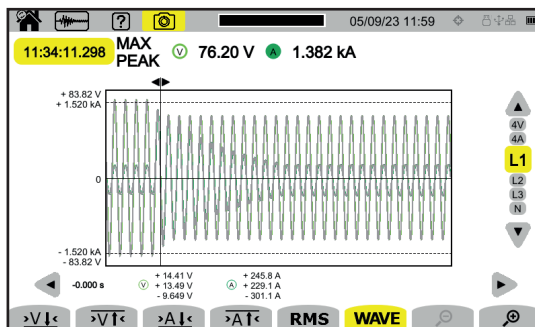 05/09/23 11:59
11:34:11.298 MAX PEAK V 76.20 V A 1.382 kA
+ 83.82 V
+ 1.520 kA
0
- 1.520 kA
- 83.82 V
4V
4A
L1
L2
L3
N
-0.000 s
V + 14.41 V
+ 13.49 V
- 9.649 V
A + 245.8 A
+ 229.1 A
- 301.1 A
>V↓< >V↑< >A↓< >A↑< RMS WAVE